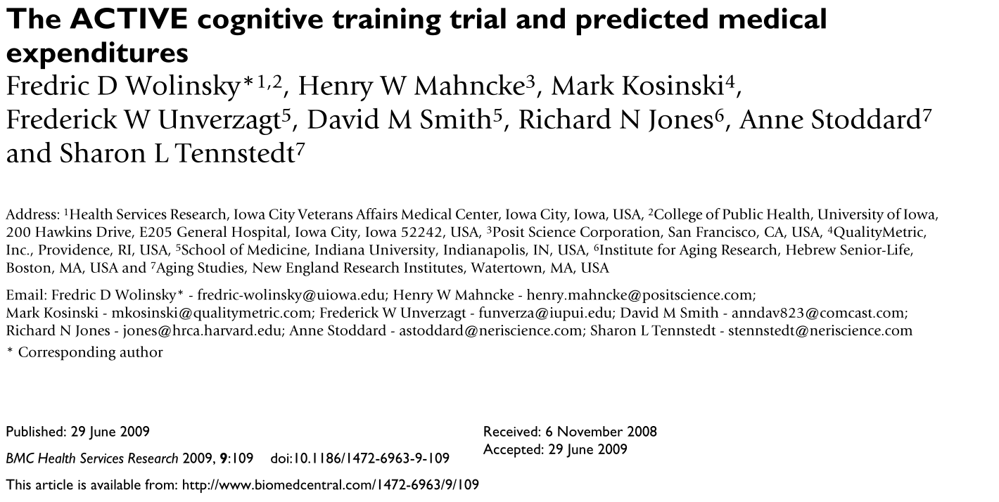 The ACTIVE cognitive training trial and predicted medical
expenditures
Fredric D Wolinsky*1,2, Henry W Mahncke3, Mark Kosinski4,
Frederick W Unverzagt5, David M Smith5, Richard N Jones6, Anne Stoddard7
and Sharon L Tennstedt7
Address: 1Health Services Research, Iowa City Veterans Affairs Medical Center, Iowa City, Iowa, USA, 2College of Public Health, University of Iowa,
200 Hawkins Drive, E205 General Hospital, Iowa City, Iowa 52242, USA, 3Posit Science Corporation, San Francisco, CA, USA, 4QualityMetric,
Inc., Providence, RI, USA, 5School of Medicine, Indiana University, Indianapolis, IN, USA, 6Institute for Aging Research, Hebrew Senior-Life,
Boston, MA, USA and 7Aging Studies, New England Research Institutes, Watertown, MA, USA
Email: Fredric D Wolinsky* - fredric-wolinsky@uiowa.edu; Henry W Mahncke - henry.mahncke@positscience.com;
Mark Kosinski - mkosinski@qualitymetric.com; Frederick W Unverzagt - funverza@iupui.edu; David M Smith - anndav823@comcast.com;
Richard N Jones - jones@hrca.harvard.edu; Anne Stoddard - astoddard@neriscience.com; Sharon L Tennstedt - stennstedt@neriscience.com
* Corresponding author
Published: 29 June 2009
BMC Health Services Research 2009, 9:109 doi:10.1186/1472-6963-9-109
This article is available from: http://www.biomedcentral.com/1472-6963/9/109
Received: 6 November 2008
Accepted: 29 June 2009